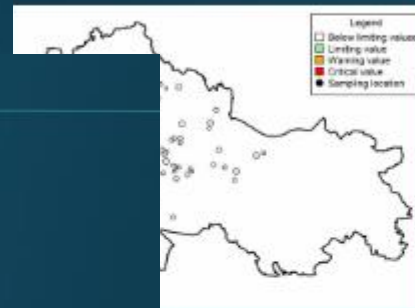 Legend
Below limiting values
Limiting value
Warning value
Critical value
Sampling location